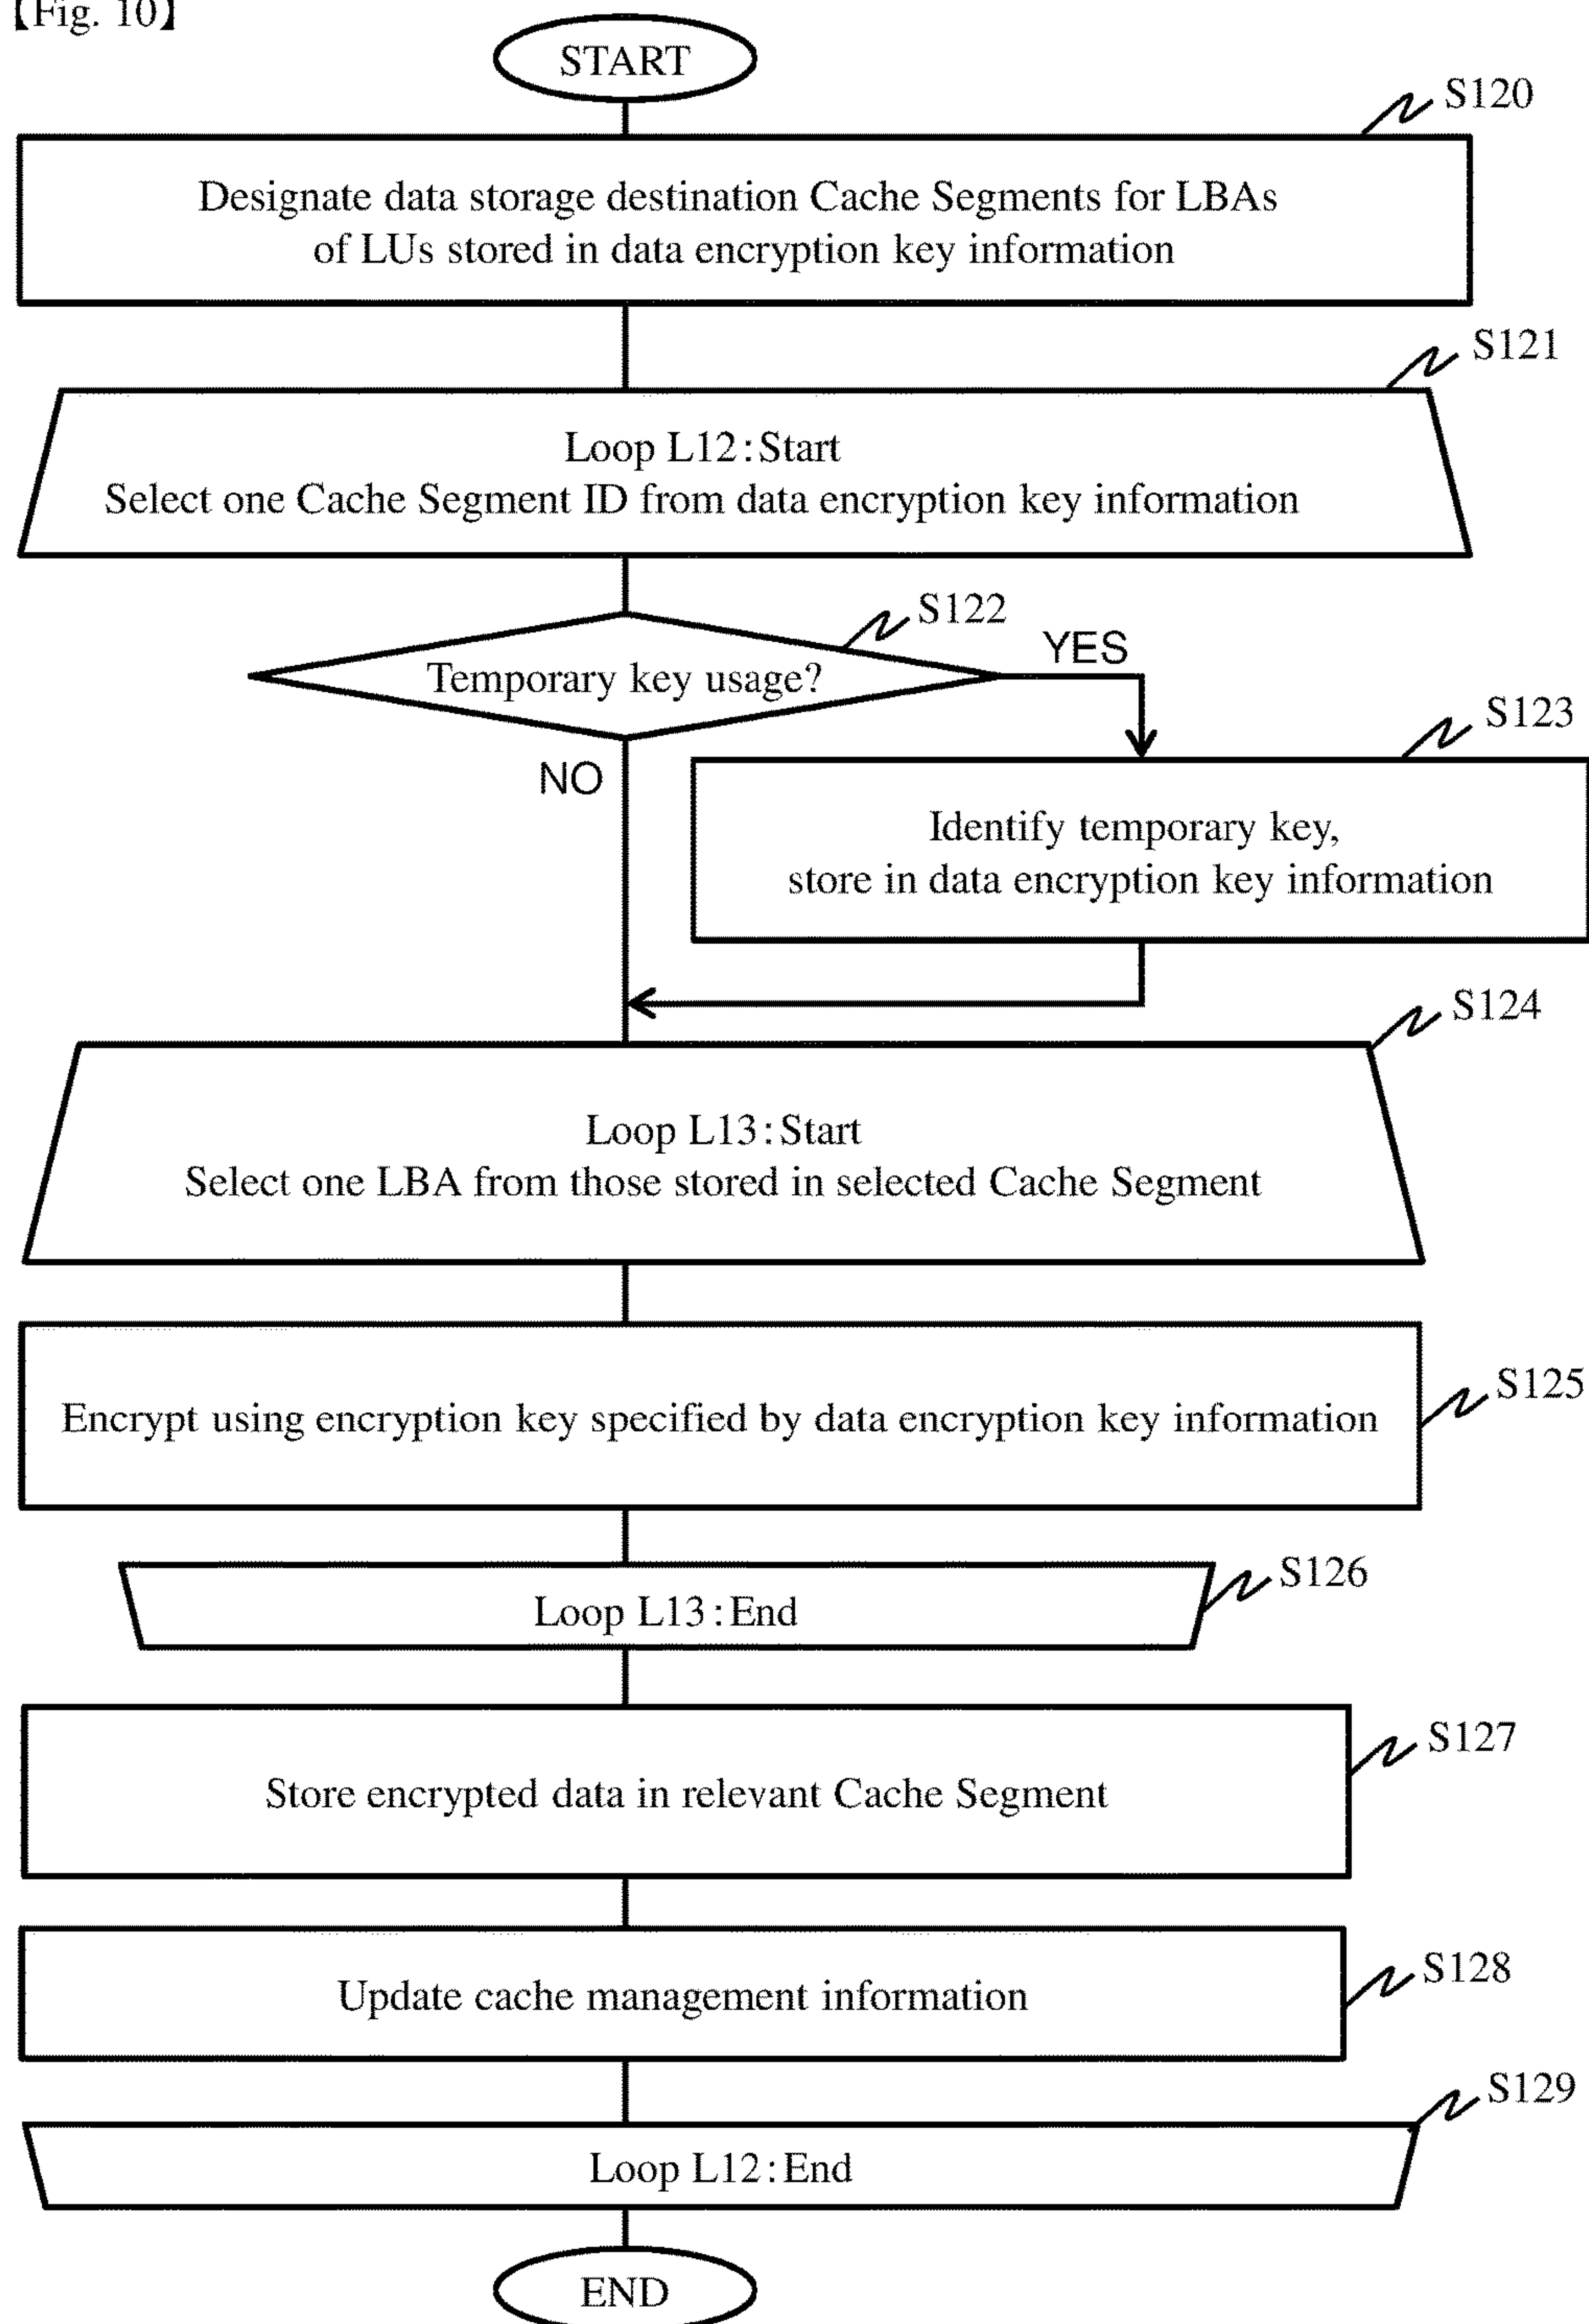 【Fig. 10】
START
S120
Designate data storage destination Cache Segments for LBAs
of LUs stored in data encryption key information
S121
Loop L12:Start
Select one Cache Segment ID from data encryption key information
S122
Temporary key usage?
YES
S123
NO
Identify temporary key,
store in data encryption key information
S124
Loop L13:Start
Select one LBA from those stored in selected Cache Segment
S125
Encrypt using encryption key specified by data encryption key information
S126
Loop L13:End
S127
Store encrypted data in relevant Cache Segment
S128
Update cache management information
S129
Loop L12:End
END